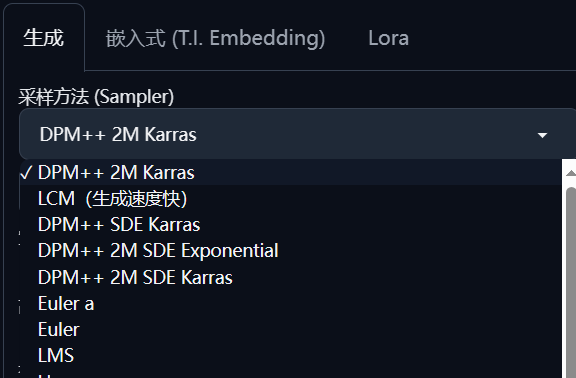 生成 嵌入式 (T.I. Embedding) Lora
采样方法 (Sampler)
DPM++ 2M Karras
✓ DPM++ 2M Karras
LCM（生成速度快）
DPM++ SDE Karras
DPM++ 2M SDE Exponential
DPM++ 2M SDE Karras
Euler a
Euler
LMS